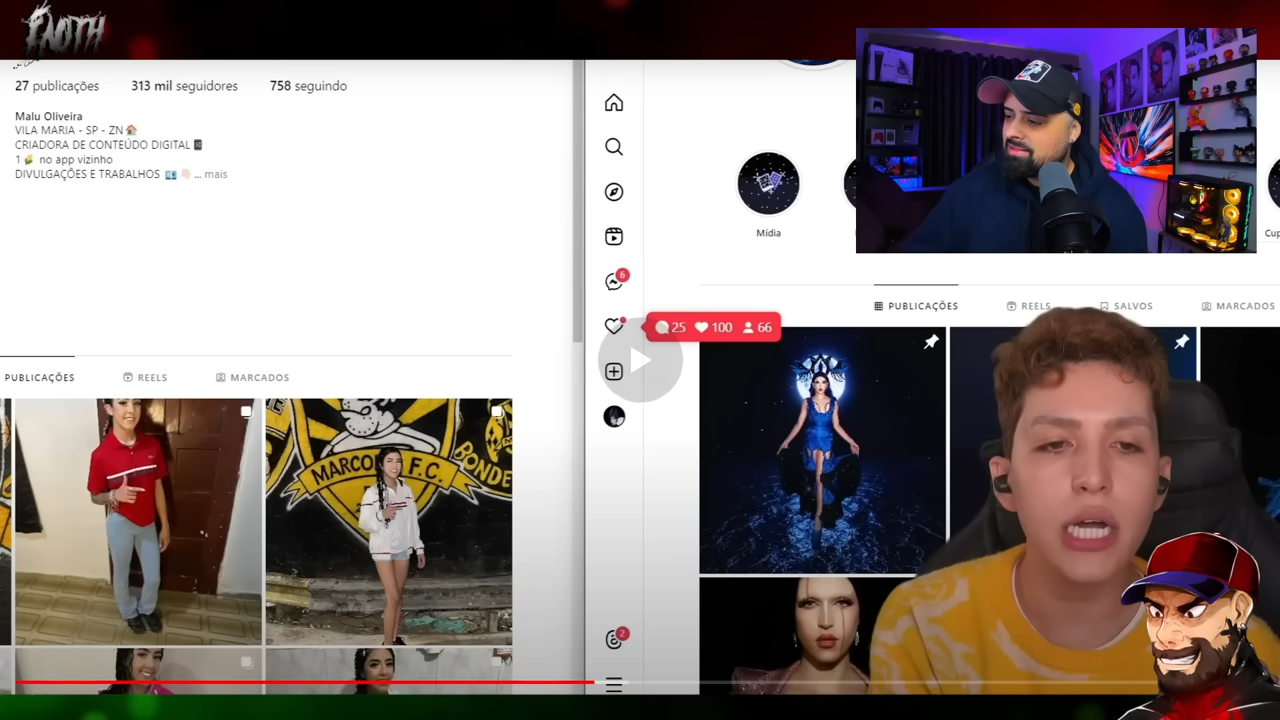 FAOTH
27 publicações 313 mil seguidores 758 seguindo
Malu Oliveira
VILA MARIA - SP - ZN
CRIADORA DE CONTEÚDO DIGITAL
1 no app vizinho
DIVULGAÇÕES E TRABALHOS ... mais
PUBLICAÇÕES REELS MARCADOS
MARCO F.C.
BONDE
6
25 100 66
2
Mídia
Cup
PUBLICAÇÕES REELS SALVOS MARCADOS